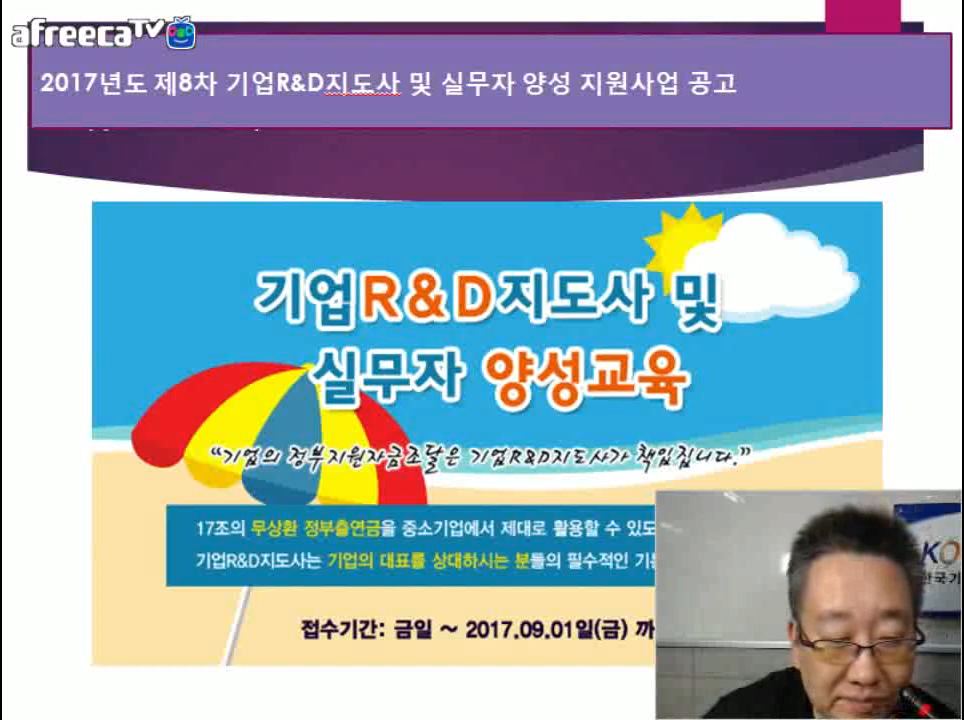 afreecaTV
2017년도 제8차 기업R&D지도사 및 실무자 양성 지원사업 공고
기업R&D지도사 및
실무자 양성교육
“기업의 정부지원자금조달은 기업R&D지도사가 책임집니다.”
17조의 무상환 정부출연금을 중소기업에서 제대로 활용할 수 있도
기업R&D지도사는 기업의 대표를 상대하시는 분들의 필수적인 기
접수기간: 금일 ~ 2017.09.01일(금) 까
KO
한국기